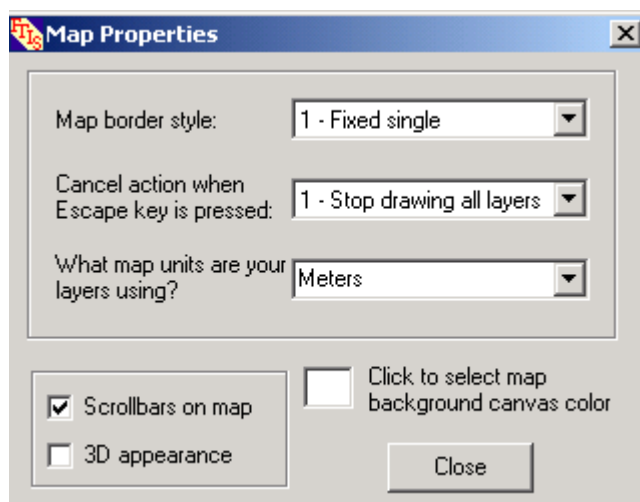 FTIS Map Properties
Map border style: 1 - Fixed single
Cancel action when
Escape key is pressed: 1 - Stop drawing all layers
What map units are your
layers using? Meters
Scrollbars on map
3D appearance
Click to select map
background canvas color
Close